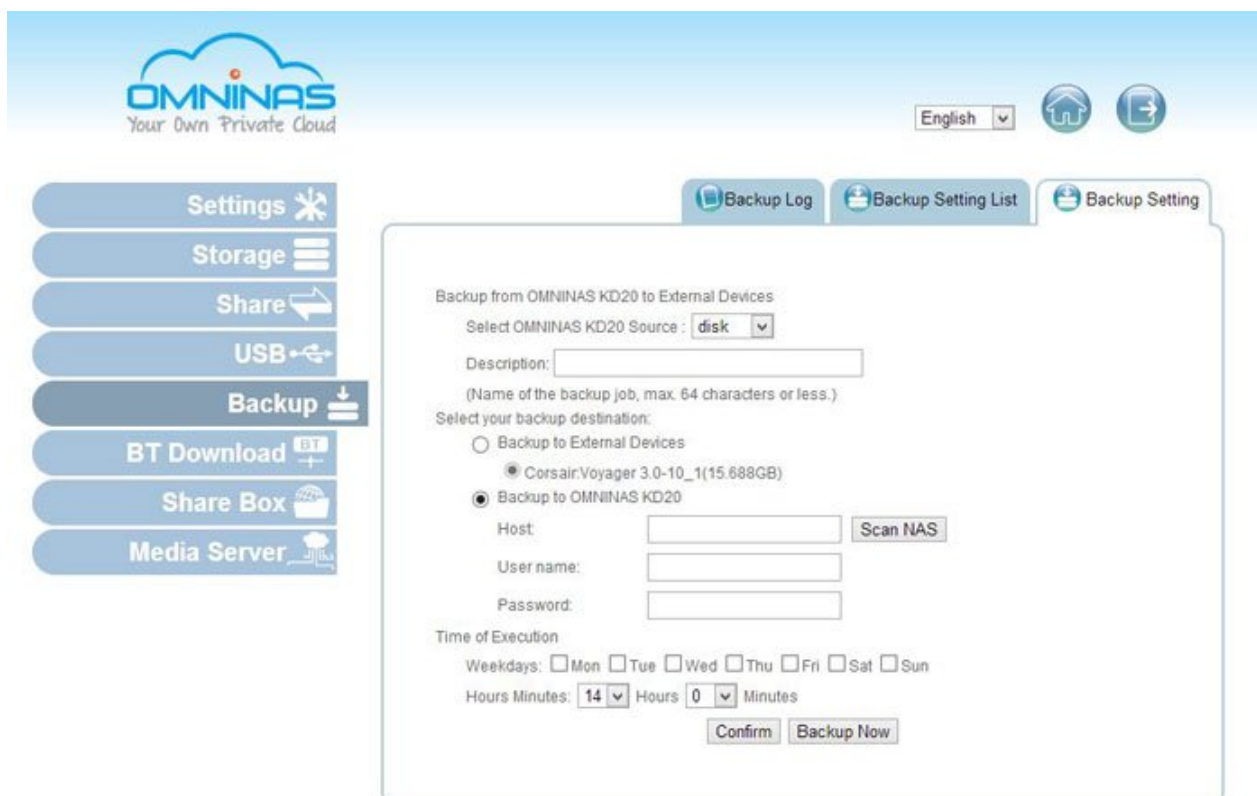 OMNINAS
Your Own Private Cloud
English
Settings
Storage
Share
USB
Backup
BT Download BT
Share Box
Media Server
Backup Log Backup Setting List Backup Setting
Backup from OMNINAS KD20 to External Devices
Select OMNINAS KD20 Source : disk
Description:
(Name of the backup job, max. 64 characters or less.)
Select your backup destination:
Backup to External Devices
Corsair:Voyager 3.0-10_1(15.688GB)
Backup to OMNINAS KD20
Host: Scan NAS
User name:
Password:
Time of Execution
Weekdays: Mon Tue Wed Thu Fri Sat Sun
Hours Minutes: 14 Hours 0 Minutes
Confirm Backup Now